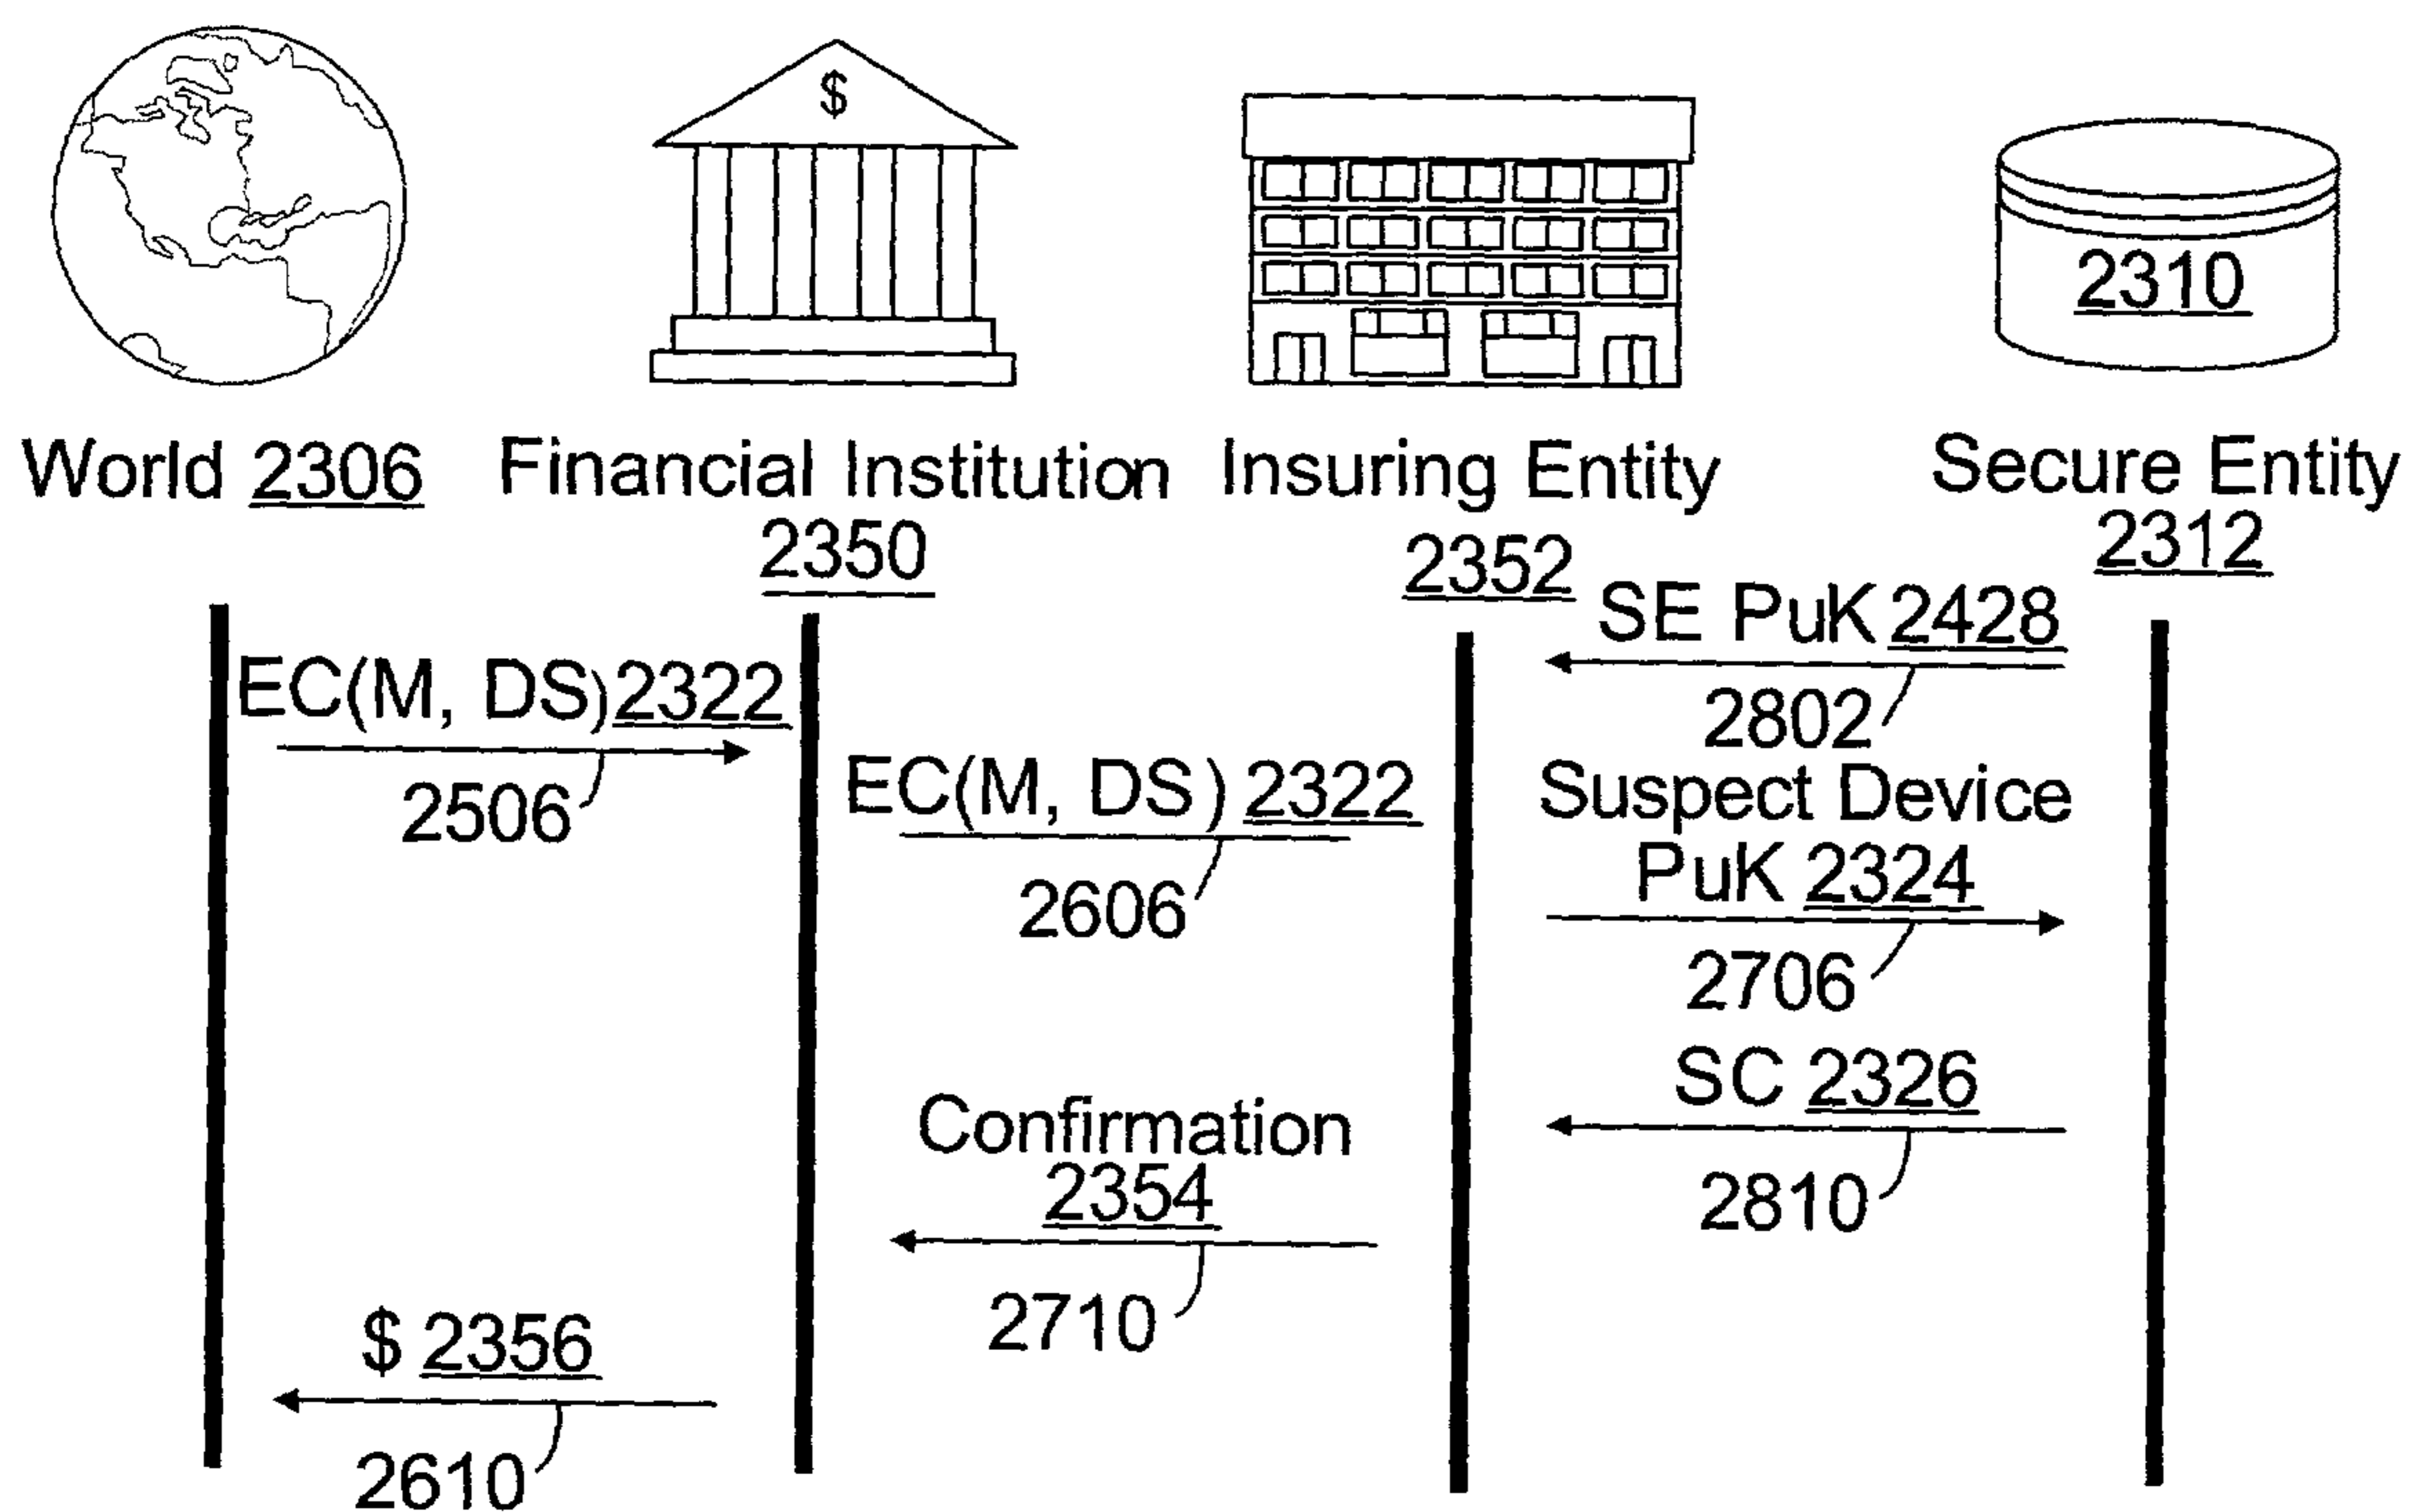 $
2310
World 2306
Financial Institution
2350
Insuring Entity
2352
Secure Entity
2312
SE PuK 2428
2802
EC(M, DS) 2322
2506
EC(M, DS) 2322
2606
Suspect Device
PuK 2324
2706
SC 2326
2810
Confirmation
2354
2710
$ 2356
2610